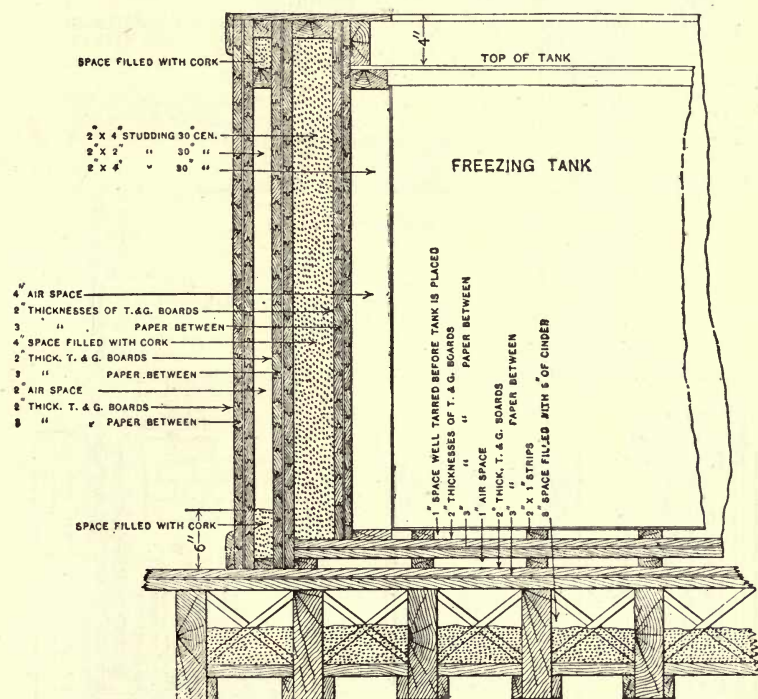 4"
TOP OF TANK
SPACE FILLED WITH CORK
2" X 4" STUDDING 30" CEN.
2" X 2" " 30" "
2" X 4" " 30" "
FREEZING TANK
4" AIR SPACE
2" THICKNESSES OF T. & G. BOARDS
3 " PAPER BETWEEN
4" SPACE FILLED WITH CORK
2" THICK. T. & G. BOARDS
3 " PAPER BETWEEN
2" AIR SPACE
2" THICK. T. & G. BOARDS
3 " " PAPER BETWEEN
SPACE FILLED WITH CORK
6"
1" SPACE WELL TARRED BEFORE TANK IS PLACED
2" THICKNESSES OF T. & G. BOARDS
3" " " PAPER BETWEEN
1" AIR SPACE
2" THICK. T. & G. BOARDS
3" " PAPER BETWEEN
2" X 1" STRIPS
8" SPACE FILLED WITH OF CINDER